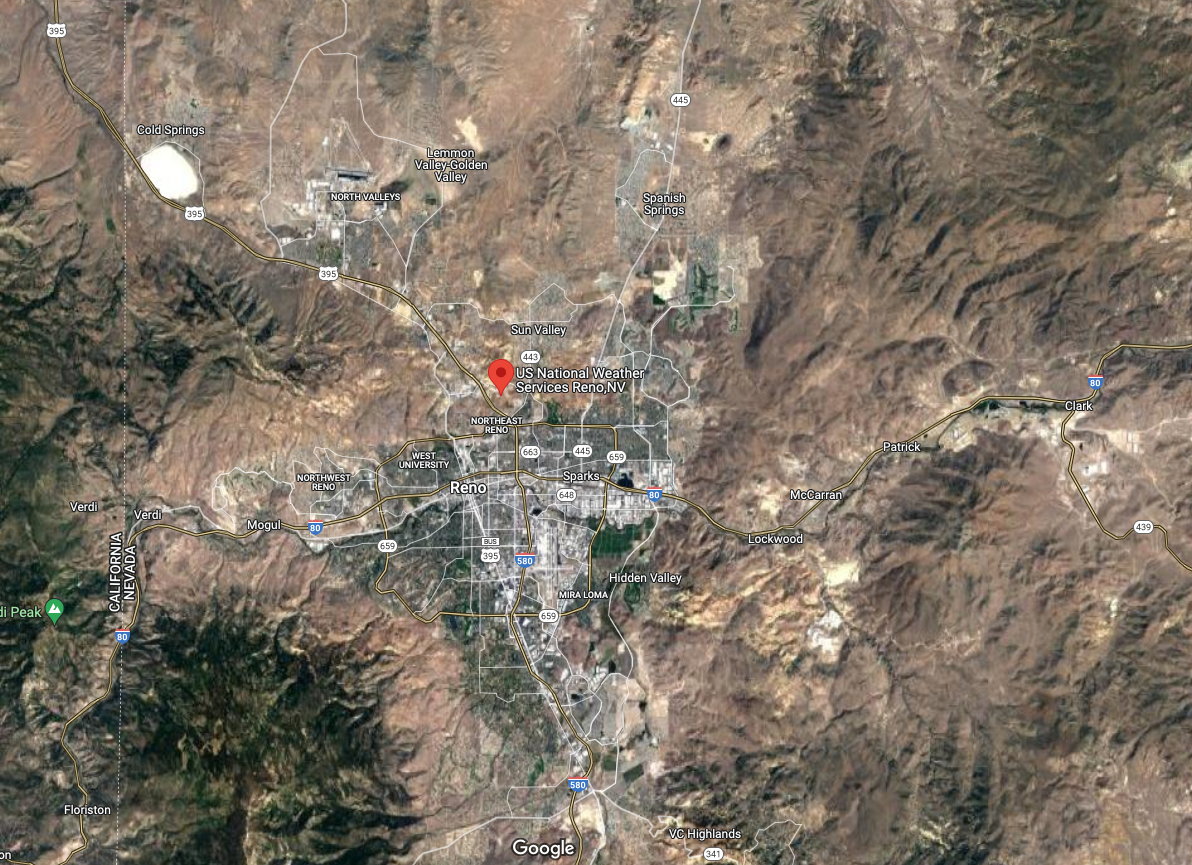 395
445
Cold Springs
Lemmon
Valley-Golden
Valley
NORTH VALLEYS
Spanish
Springs
395
395
Sun Valley
443
US National Weather
Services Reno,NV
80
Clark
NORTHEAST
RENO
663
445
659
Patrick
WEST
UNIVERSITY
NORTHWEST
RENO
Sparks
Reno
648
80
McCarran
Verdi
Verdi
Mogul
80
439
Lockwood
659
BUS
395
580
CALIFORNIA
NEVADA
Hidden Valley
MIRA LOMA
di Peak
659
80
580
Floriston
VC Highlands
Google
341
on